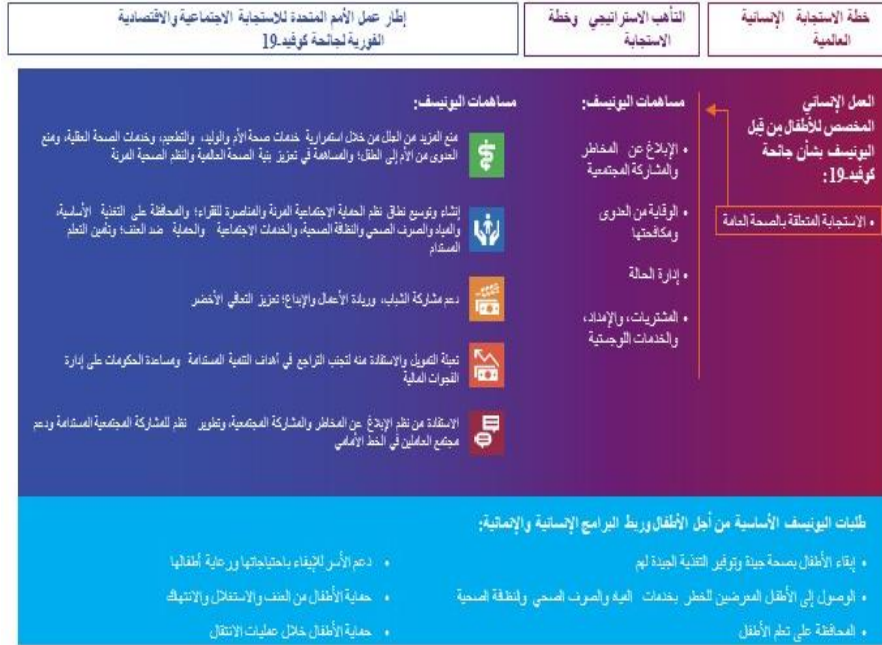 خطة الاستجابة الإنسانية
العالمية
التأهب الاستراتيجي وخطة
الاستجابة
إطار عمل الأمم المتحدة للاستجابة الاجتماعية والاقتصادية
الفورية لجائحة كوفيد-19
العمل الإنساني
المخصص للأطفال من قبل
اليونيسف بشأن جائحة
كوفيد-19:
• الاستجابة المتعلقة بالصحة العامة
مساهمات اليونيسف:
• الإبلاغ عن المخاطر
والمشاركة المجتمعية
• الوقاية من العدوى
ومكافحتها
• إدارة الحالة
• المشتريات، والإمداد،
والخدمات اللوجستية
مساهمات اليونيسف:
منع المزيد من العلل من خلال استمرارية خدمات صحة الأم والوليد، والتطعيم، وخدمات الصحة العقلية، ومنع
العدوى من الأم إلى الطفل؛ والمساهمة في تعزيز بنية الصحة العالمية والنظم الصحية المرنة
إنشاء وتوسيع نطاق نظم الحماية الاجتماعية المرنة والمناصرة للفقراء؛ والمحافظة على التغذية الأساسية،
والمياه والصرف الصحي والنظافة الصحية، والخدمات الاجتماعية والحماية ضد العنف؛ وتأمين التعلم
المستدام
دعم مشاركة الشباب، وريادة الأعمال والإبداع؛ تعزيز التعافي الأخضر
تعبئة التمويل والاستفادة منه لتجنب التراجع في أهداف التنمية المستدامة ومساعدة الحكومات على إدارة
الفجوات المالية
الاستفادة من نظم الإبلاغ عن المخاطر والمشاركة المجتمعية، وتطوير نظم للمشاركة المجتمعية المستدامة ودعم
مجتمع العاملين في الخط الأمامي
طلبات اليونيسف الأساسية من أجل الأطفال وربط البرامج الإنسانية والإنمائية:
• إبقاء الأطفال بصحة جيدة وتوفير التغذية الجيدة لهم
• الوصول إلى الأطفال المعرضين للخطر بخدمات المياه والصرف الصحي والنظافة الصحية
• المحافظة على تعلم الأطفال
• دعم الأسر للإيفاء باحتياجاتها ورعاية أطفالها
• حماية الأطفال من العنف والاستغلال والانتهاك
• حماية الأطفال خلال عمليات الانتقال